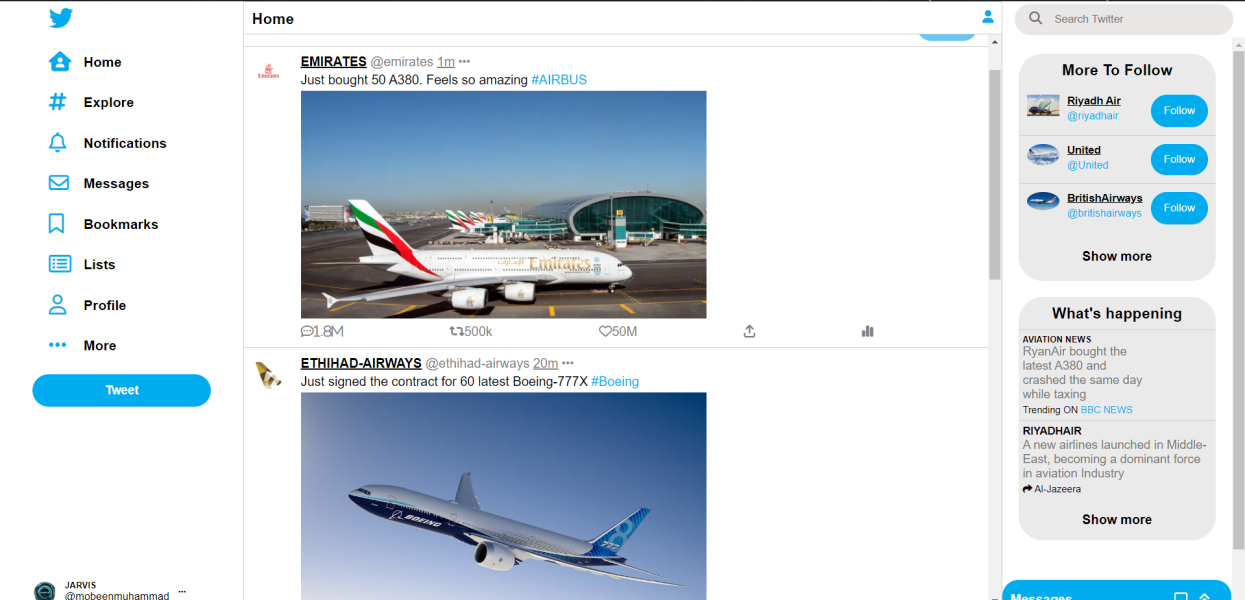 Home
Explore
Notifications
Messages
Bookmarks
Lists
Profile
More
Tweet
JARVIS
@mobeenmuhammad
Home
EMIRATES @emirates 1m
Just bought 50 A380. Feels so amazing #AIRBUS
Emirates
Emirates
1.8M 500k 50M
ETHIHAD-AIRWAYS @ethihad-airways 20m
Just signed the contract for 60 latest Boeing-777X #Boeing
BOEING
777
Search Twitter
More To Follow
Riyadh Air
@riyadhair
Follow
United
@United
Follow
BritishAirways
@britishairways
Follow
Show more
What's happening
AVIATION NEWS
RyanAir bought the
latest A380 and
crashed the same day
while taxing
Trending ON BBC NEWS
RIYADHAIR
A new airlines launched in Middle-
East, becoming a dominant force
in aviation Industry
Al-Jazeera
Show more
Messages